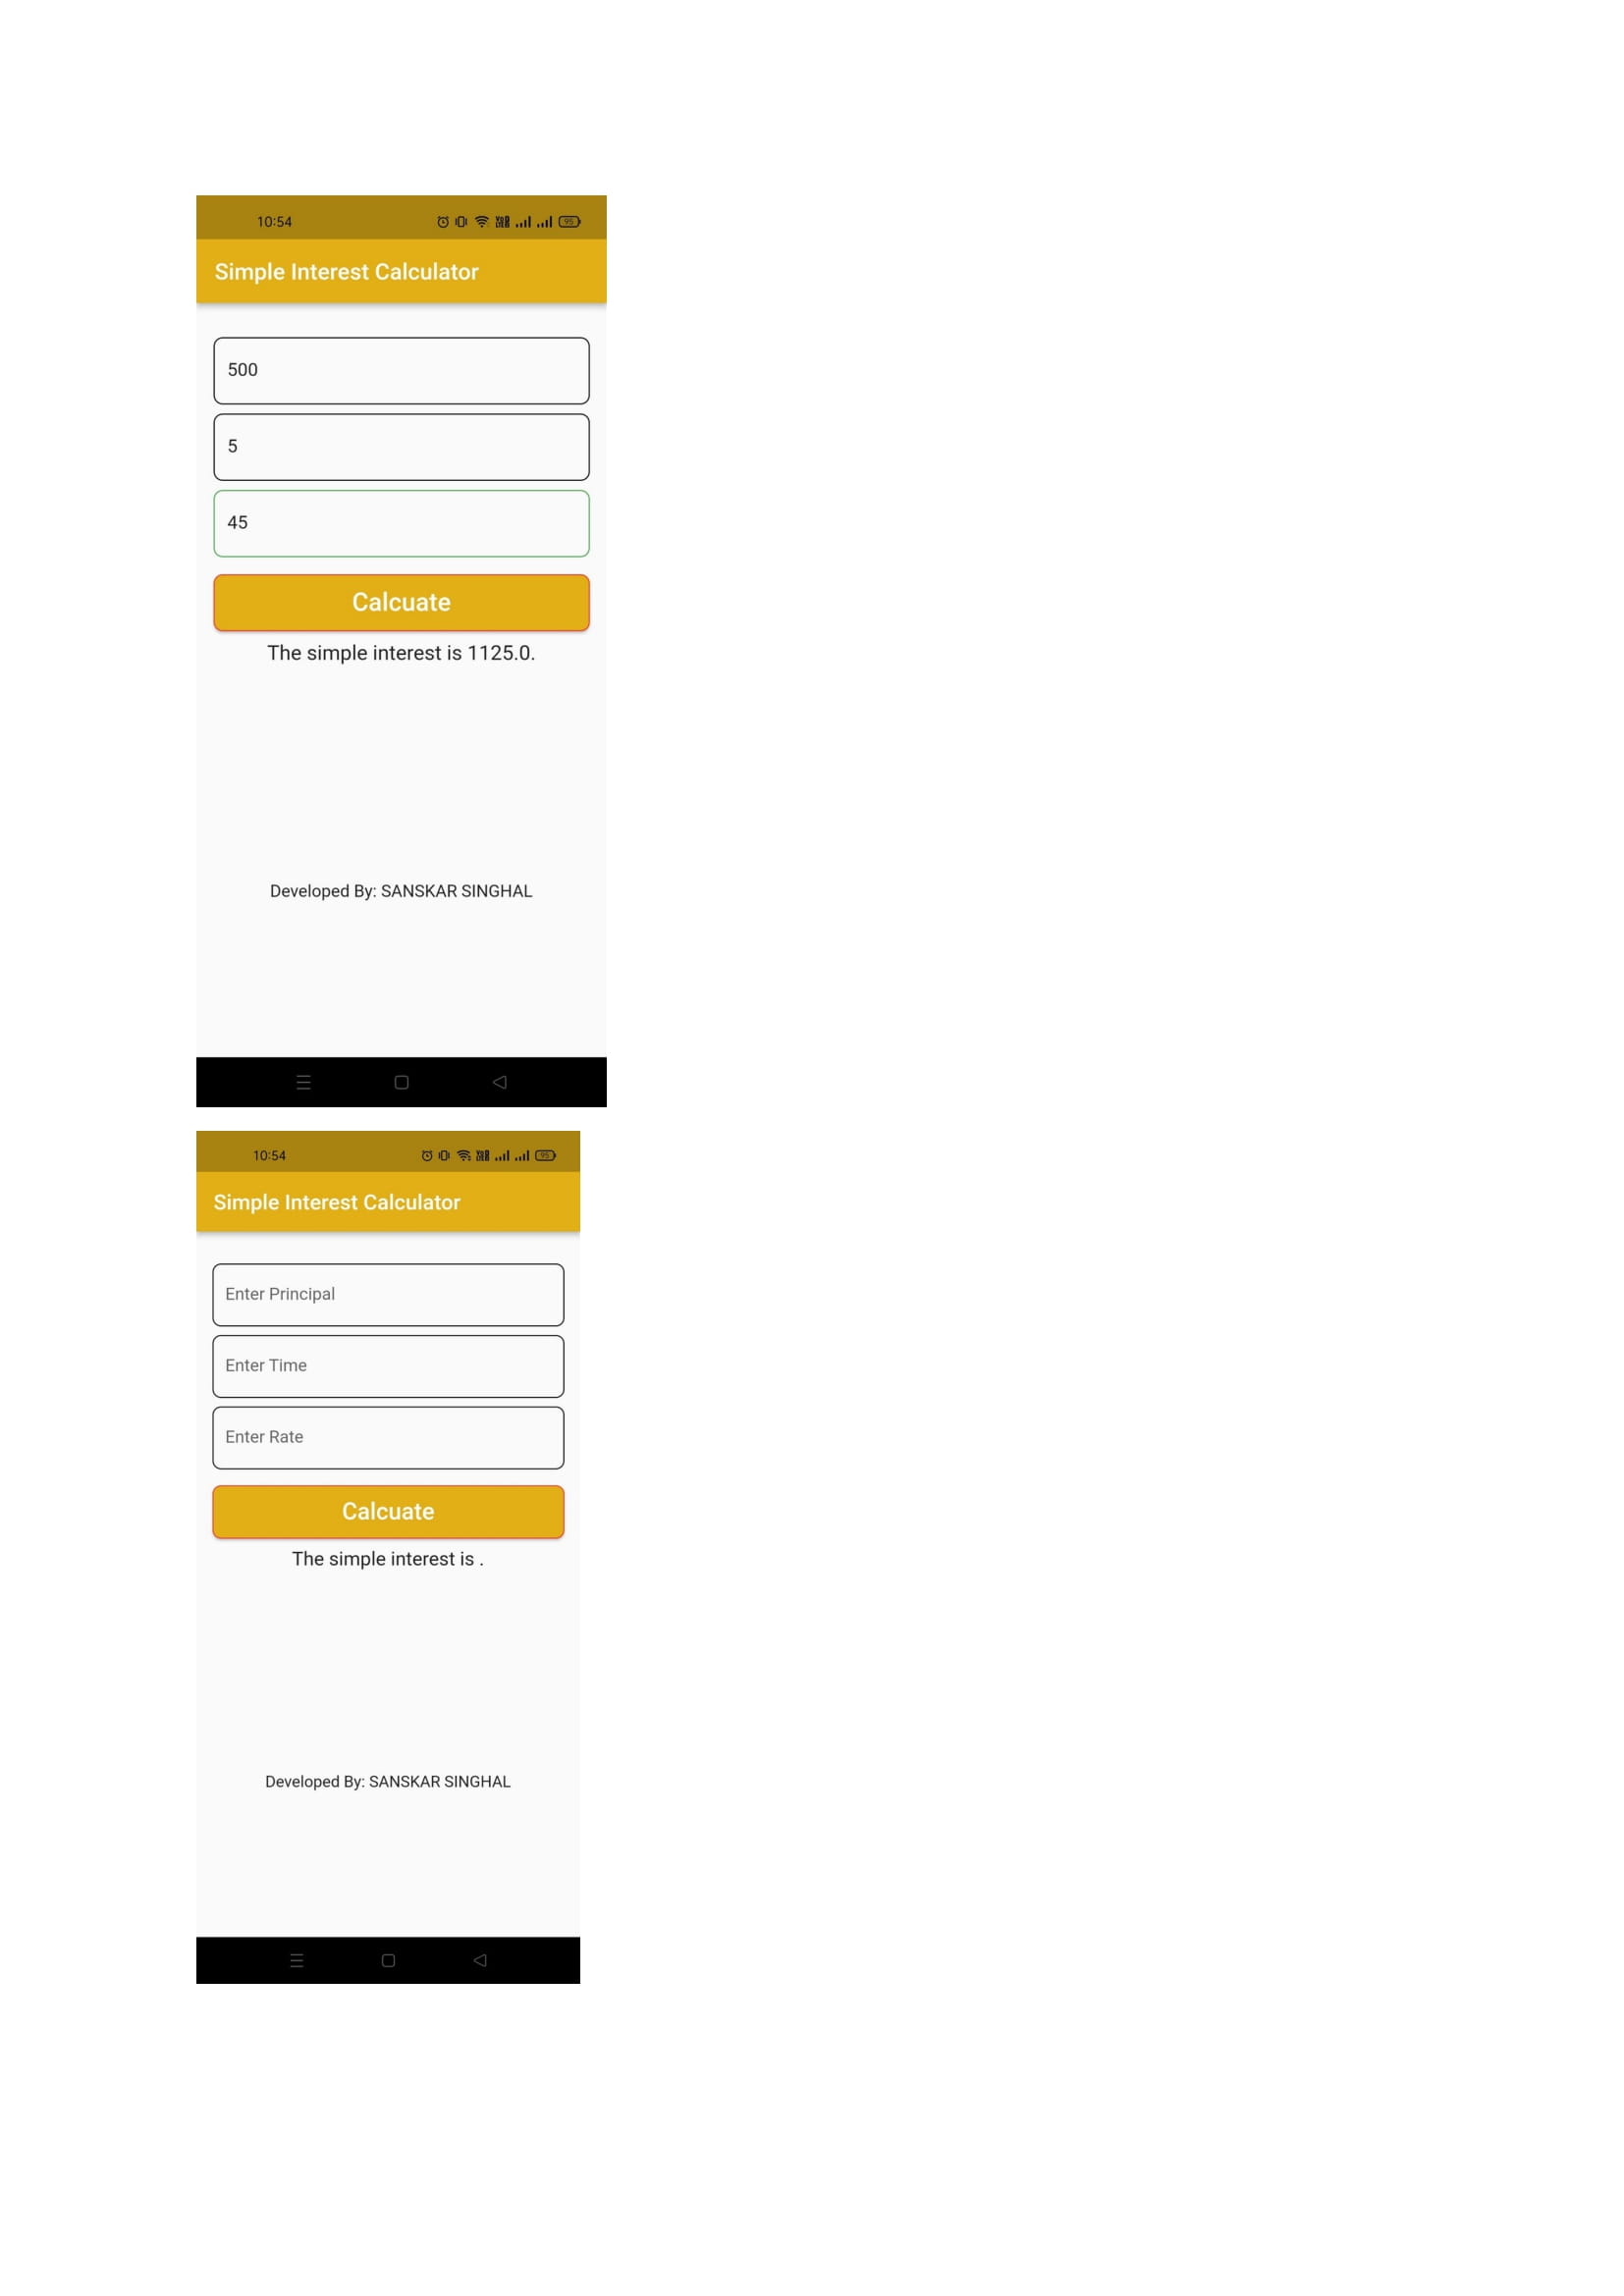 10:54
95
Simple Interest Calculator
500
5
45
Calcuate
The simple interest is 1125.0.
Developed By: SANSKAR SINGHAL
10:54
95
Simple Interest Calculator
Enter Principal
Enter Time
Enter Rate
Calcuate
The simple interest is .
Developed By: SANSKAR SINGHAL